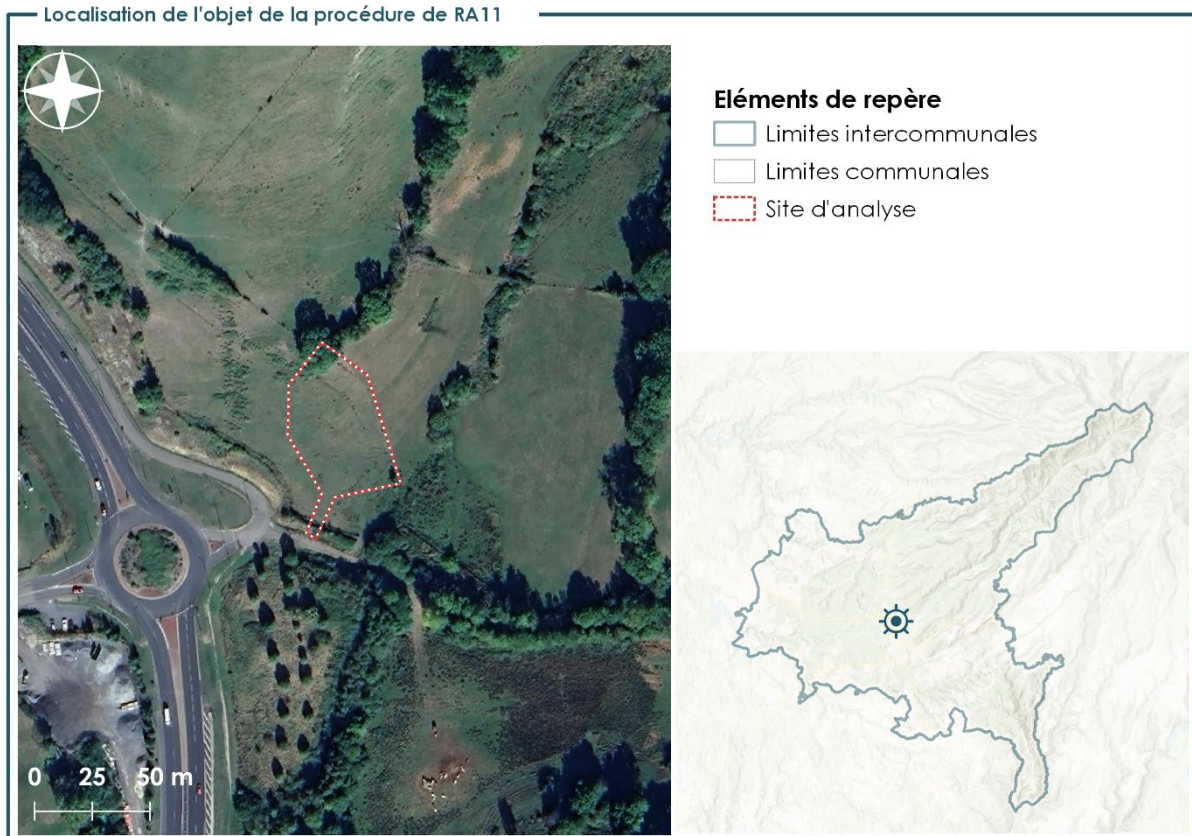 Localisation de l'objet de la procédure de RA11
Eléments de repère
Limites intercommunales
Limites communales
Site d'analyse
0 25 50 m